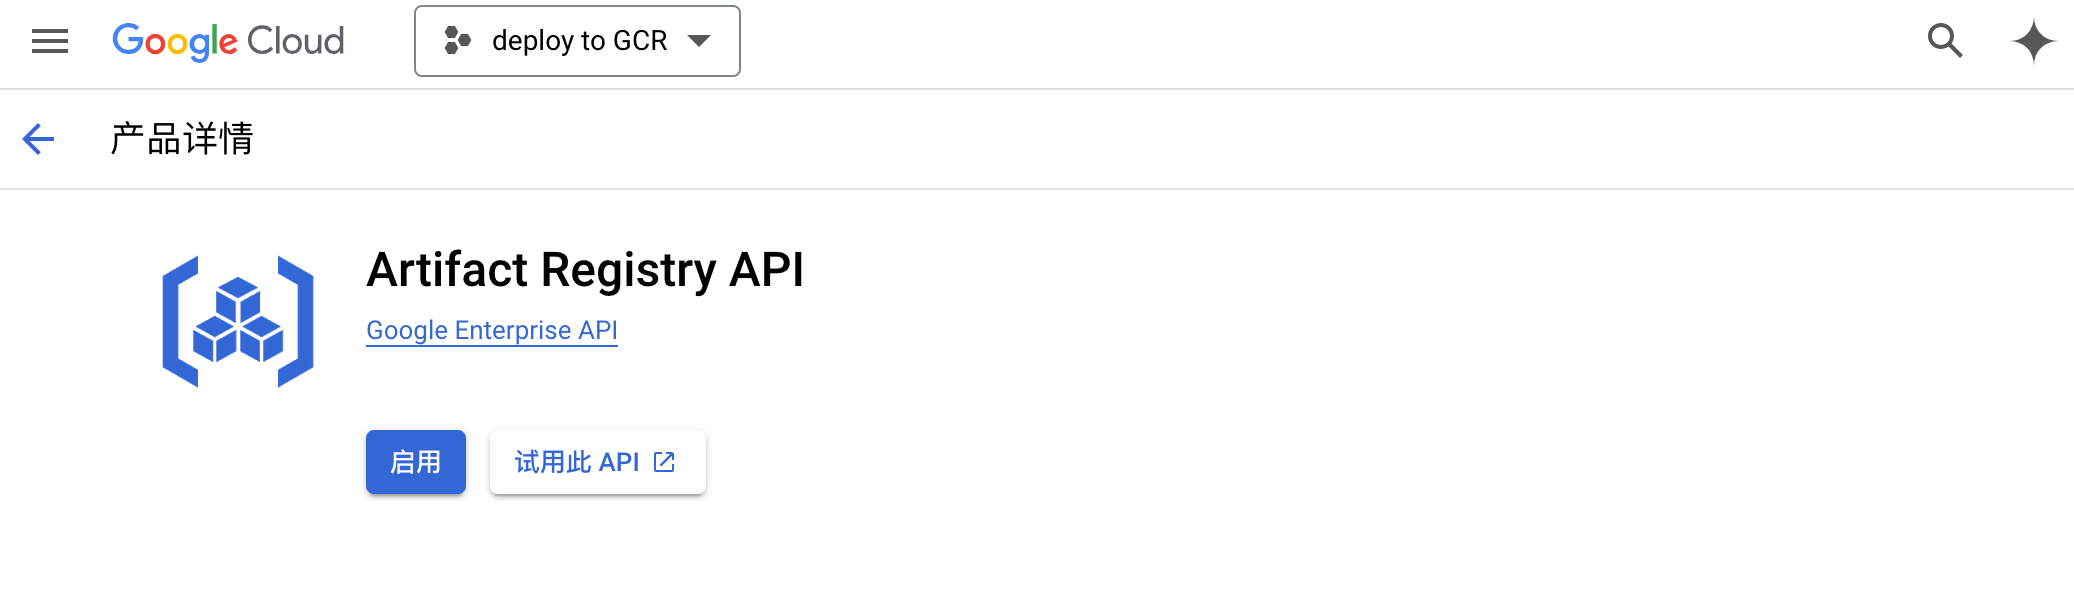 Google Cloud
deploy to GCR
产品详情
Artifact Registry API
Google Enterprise API
启用
试用此 API